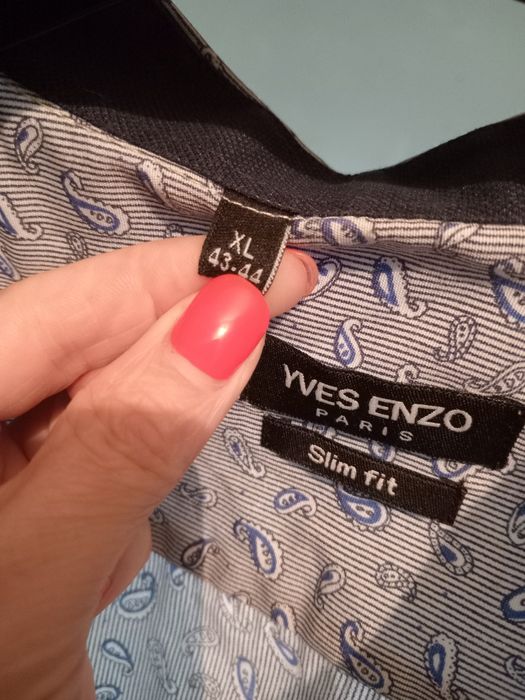 XL
43-44
YVES ENZO
PARIS
Slim fit